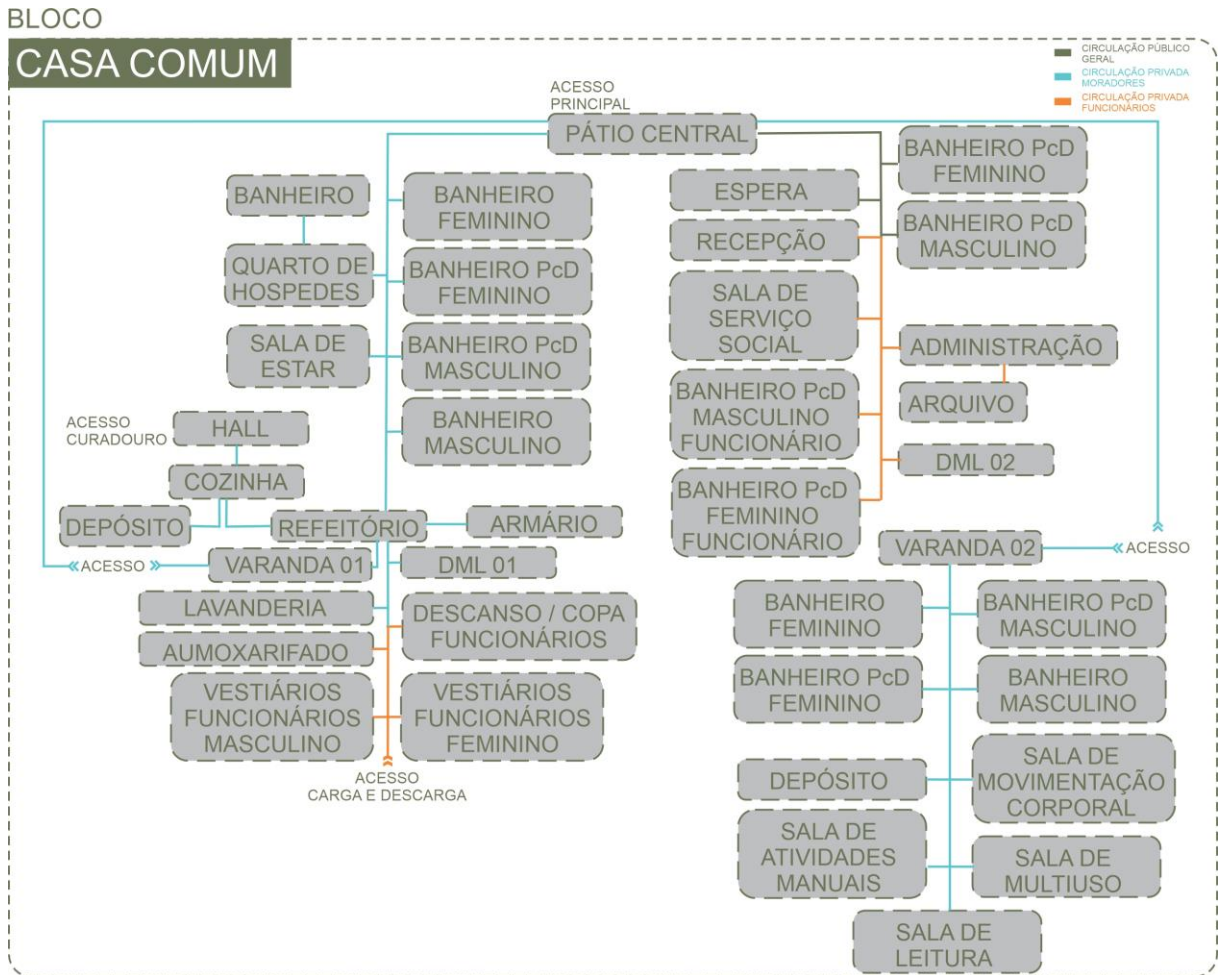 BLOCO
CASA COMUM
CIRCULAÇÃO PÚBLICO
GERAL
CIRCULAÇÃO PRIVADA
MORADORES
CIRCULAÇÃO PRIVADA
FUNCIONÁRIOS
ACESSO
PRINCIPAL
PÁTIO CENTRAL
BANHEIRO
QUARTO DE
HOSPEDES
SALA DE
ESTAR
BANHEIRO
FEMININO
BANHEIRO PcD
FEMININO
BANHEIRO PcD
MASCULINO
BANHEIRO
MASCULINO
ACESSO
CURADOURO
HALL
COZINHA
DEPÓSITO
REFEITÓRIO
ARMÁRIO
ACESSO
VARANDA 01
DML 01
LAVANDERIA
AUMOXARIFADO
DESCANSO / COPA
FUNCIONÁRIOS
VESTIÁRIOS
FUNCIONÁRIOS
MASCULINO
VESTIÁRIOS
FUNCIONÁRIOS
FEMININO
ACESSO
CARGA E DESCARGA
ESPERA
RECEPÇÃO
SALA DE
SERVIÇO
SOCIAL
BANHEIRO PcD
MASCULINO
FUNCIONÁRIO
BANHEIRO PcD
FEMININO
FUNCIONÁRIO
BANHEIRO PcD
FEMININO
BANHEIRO PcD
MASCULINO
ADMINISTRAÇÃO
ARQUIVO
DML 02
VARANDA 02
ACESSO
BANHEIRO
FEMININO
BANHEIRO PcD
MASCULINO
BANHEIRO PcD
FEMININO
BANHEIRO
MASCULINO
DEPÓSITO
SALA DE
MOVIMENTAÇÃO
CORPORAL
SALA DE
ATIVIDADES
MANUAIS
SALA DE
MULTIUSO
SALA DE
LEITURA